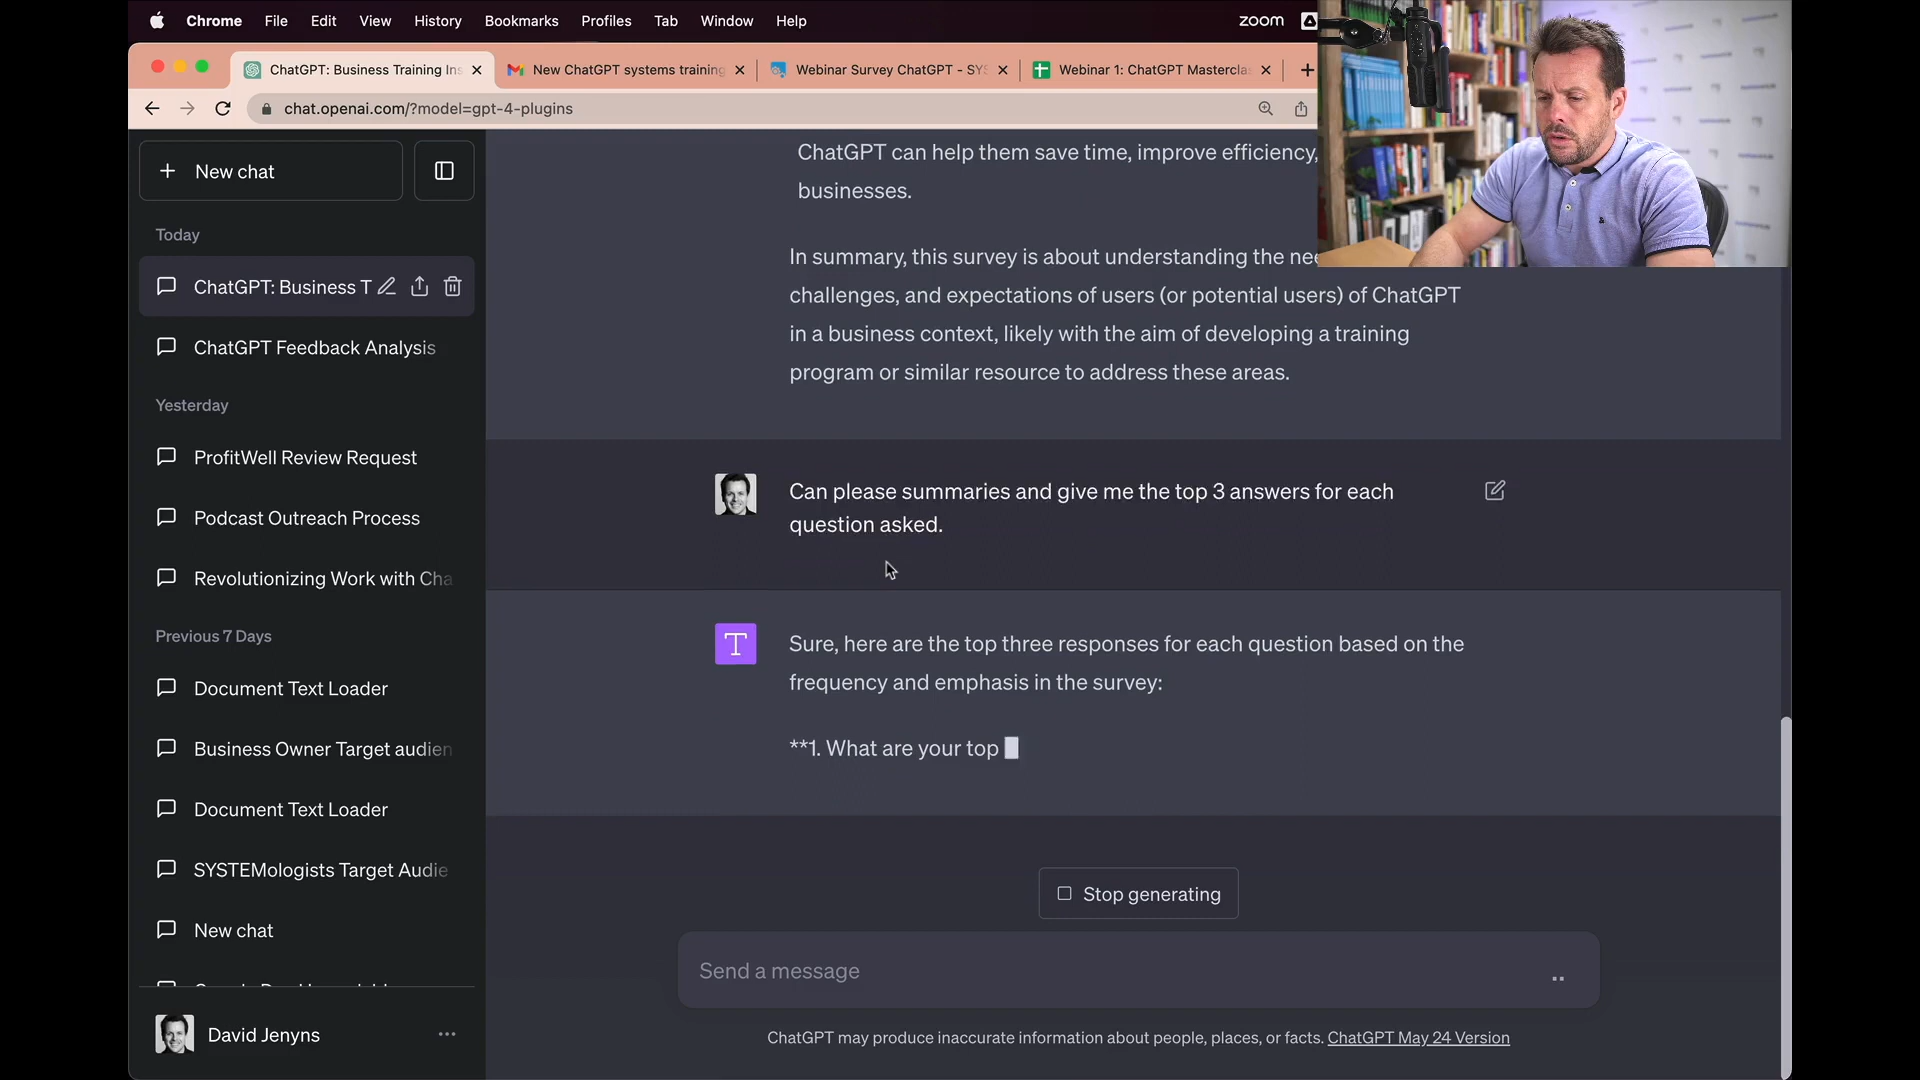 Chrome File Edit View History Bookmarks Profiles Tab Window Help zoom
ChatGPT: Business Training Ins
New ChatGPT systems training
Webinar Survey ChatGPT - SYS
Webinar 1: ChatGPT Mastercla
chat.openai.com/?model=gpt-4-plugins
New chat
Today
ChatGPT: Business T
ChatGPT Feedback Analysis
Yesterday
ProfitWell Review Request
Podcast Outreach Process
Revolutionizing Work with Cha
Previous 7 Days
Document Text Loader
Business Owner Target audien
Document Text Loader
SYSTEMologists Target Audie
New chat
David Jenyns
ChatGPT can help them save time, improve efficiency,
businesses.
In summary, this survey is about understanding the nee
challenges, and expectations of users (or potential users) of ChatGPT
in a business context, likely with the aim of developing a training
program or similar resource to address these areas.
Can please summaries and give me the top 3 answers for each
question asked.
T
Sure, here are the top three responses for each question based on the
frequency and emphasis in the survey:
**1. What are your top
Stop generating
Send a message
ChatGPT may produce inaccurate information about people, places, or facts. ChatGPT May 24 Version